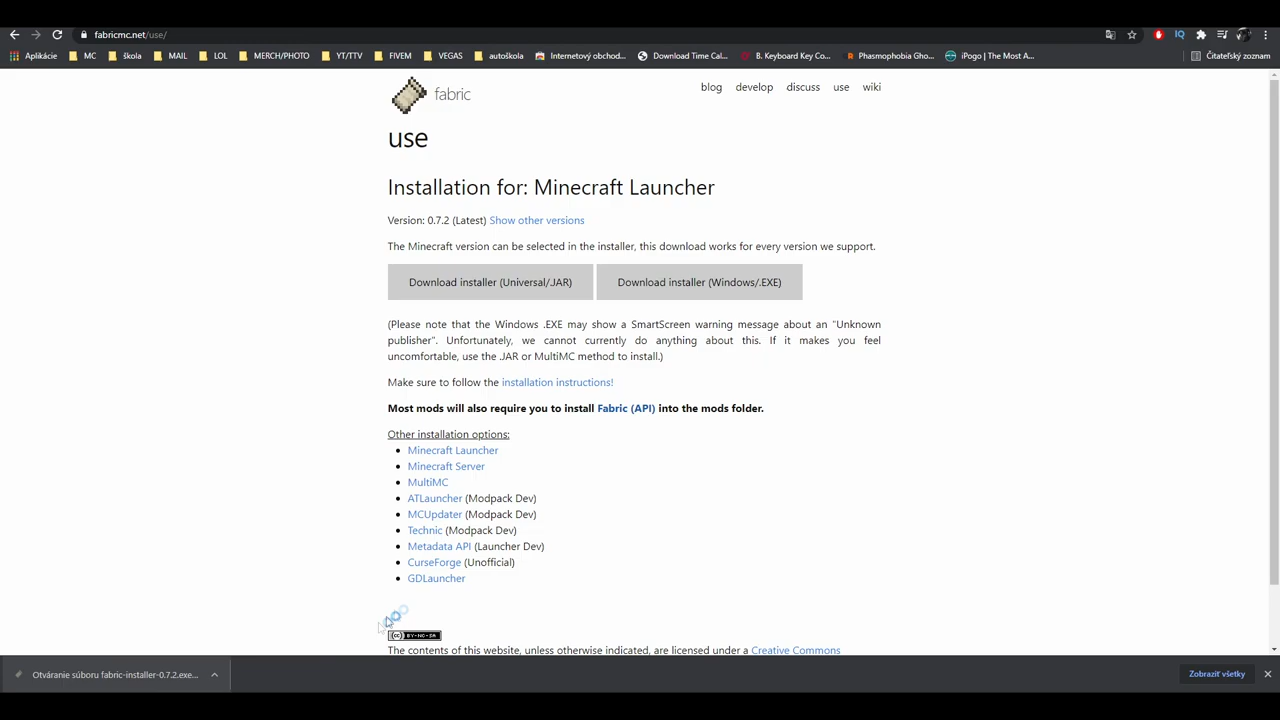 fabricmc.net/use/
Aplikácie MC škola MAIL LOL MERCH/PHOTO YT/TTV FIVEM VEGAS autoškola Internetový obchod... Download Time Cal... B. Keyboard Key Co... Phasmophobia Gho... iPogo | The Most A... Čitateľský zoznam
fabric blog develop discuss use wiki
use
Installation for: Minecraft Launcher
Version: 0.7.2 (Latest) Show other versions
The Minecraft version can be selected in the installer, this download works for every version we support.
Download installer (Universal/.JAR) Download installer (Windows/.EXE)
(Please note that the Windows .EXE may show a SmartScreen warning message about an "Unknown
publisher". Unfortunately, we cannot currently do anything about this. If it makes you feel
uncomfortable, use the .JAR or MultiMC method to install.)
Make sure to follow the installation instructions!
Most mods will also require you to install Fabric (API) into the mods folder.
Other installation options:
Minecraft Launcher
Minecraft Server
MultiMC
ATLauncher (Modpack Dev)
MCUpdater (Modpack Dev)
Technic (Modpack Dev)
Metadata API (Launcher Dev)
CurseForge (Unofficial)
GDLauncher
cc BY-NC-SA
The contents of this website, unless otherwise indicated, are licensed under a Creative Commons
Otváranie súboru fabric-installer-0.7.2.exe... Zobraziť všetky